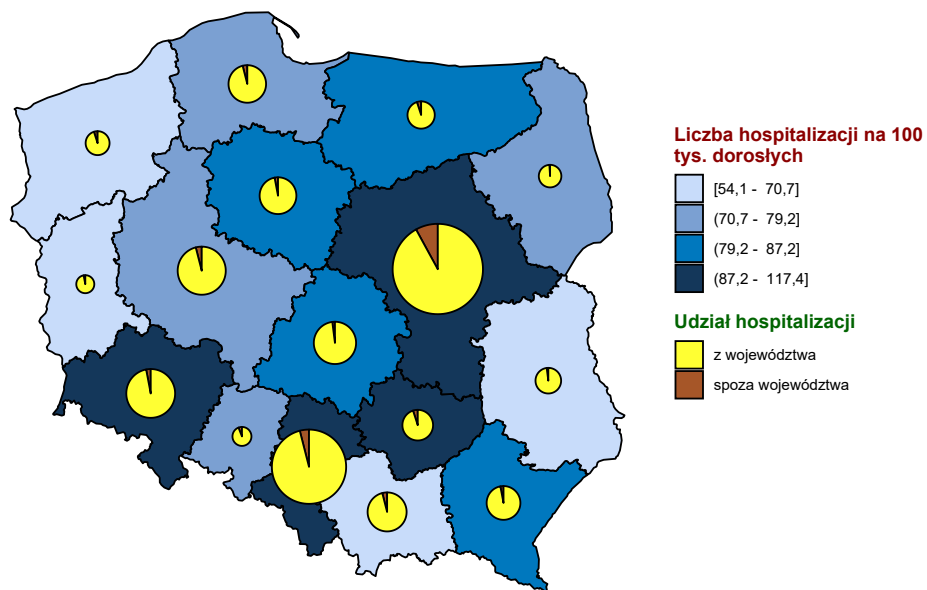 Liczba hospitalizacji na 100
tys. dorosłych
[54,1 - 70,7]
(70,7 - 79,2]
(79,2 - 87,2]
(87,2 - 117,4]
Udział hospitalizacji
z województwa
spoza województwa